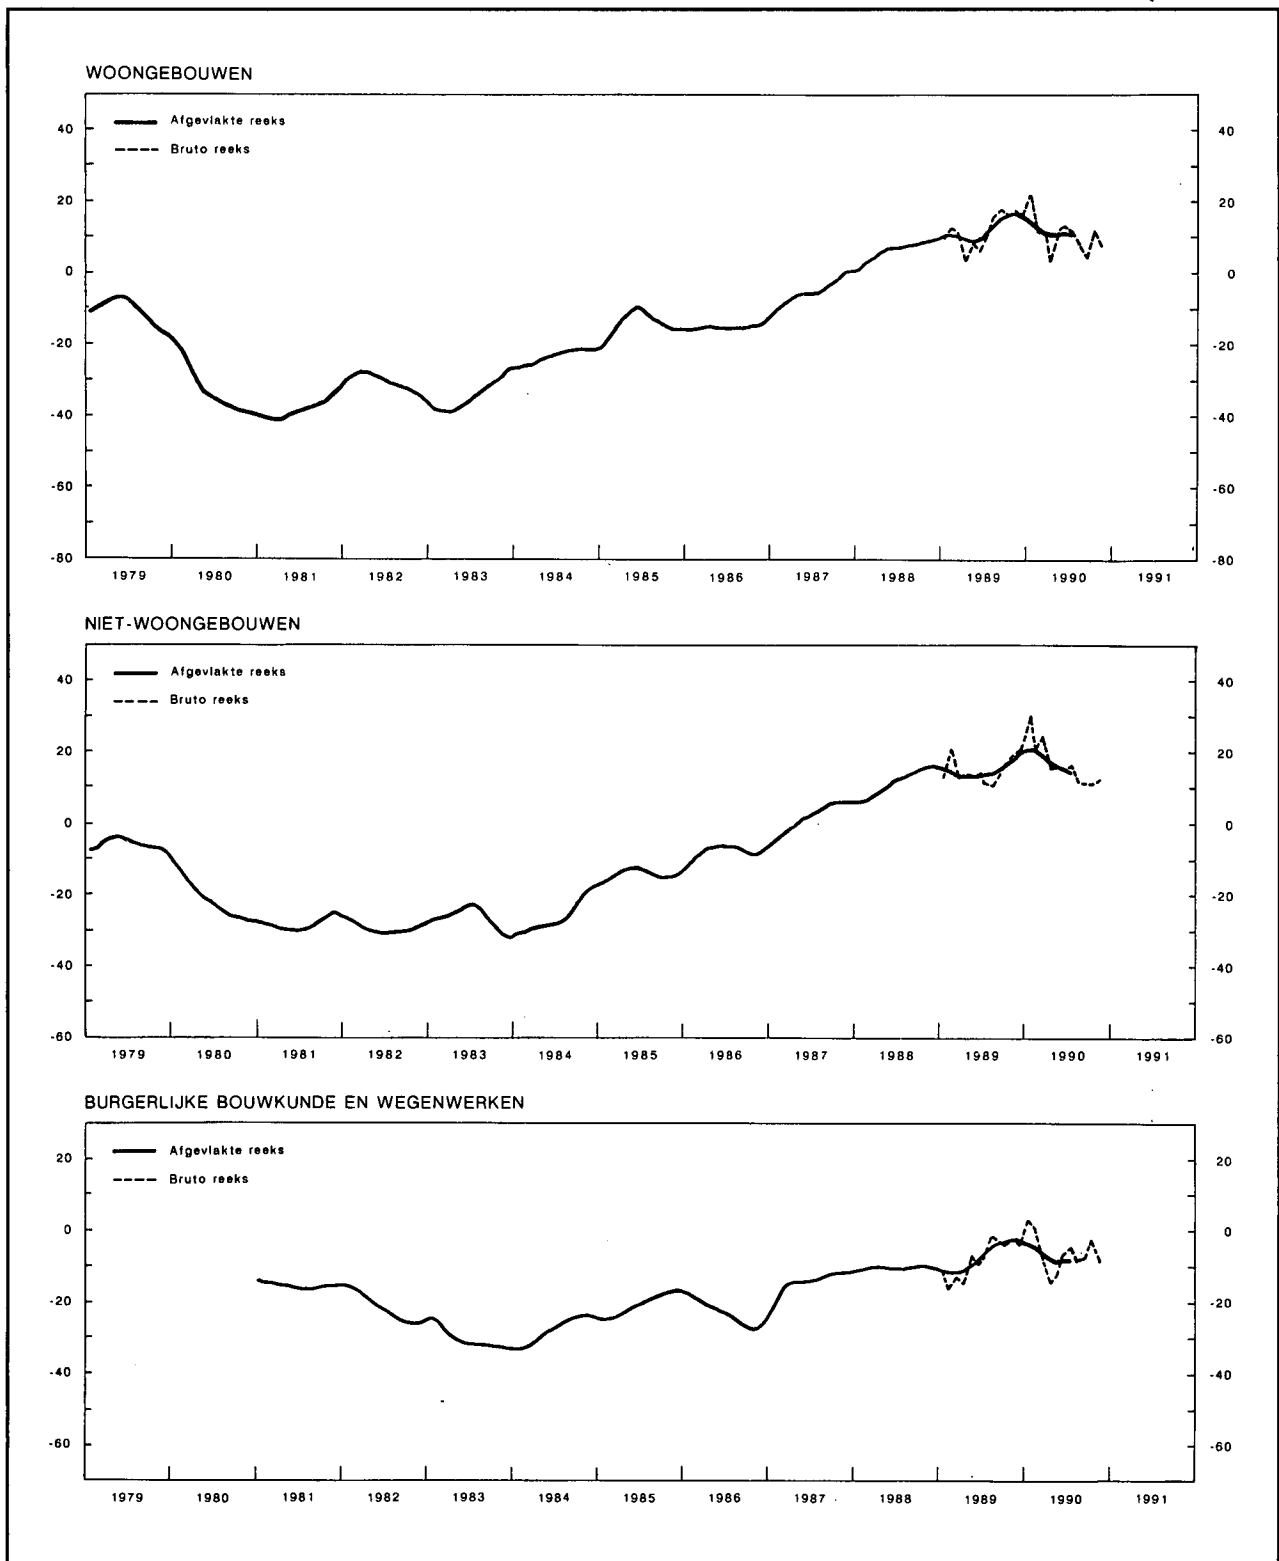 WOONGEBOUWEN
Afgevlakte reeks
Bruto reeks
40 40
20 20
0 0
-20 -20
-40 -40
-60 -60
-80 -80
1979 1980 1981 1982 1983 1984 1985 1986 1987 1988 1989 1990 1991
NIET-WOONGEBOUWEN
Afgevlakte reeks
Bruto reeks
40 40
20 20
0 0
-20 -20
-40 -40
-60 -60
1979 1980 1981 1982 1983 1984 1985 1986 1987 1988 1989 1990 1991
BURGERLIJKE BOUWKUNDE EN WEGENWERKEN
Afgevlakte reeks
Bruto reeks
20 20
0 0
-20 -20
-40 -40
-60 -60
1979 1980 1981 1982 1983 1984 1985 1986 1987 1988 1989 1990 1991